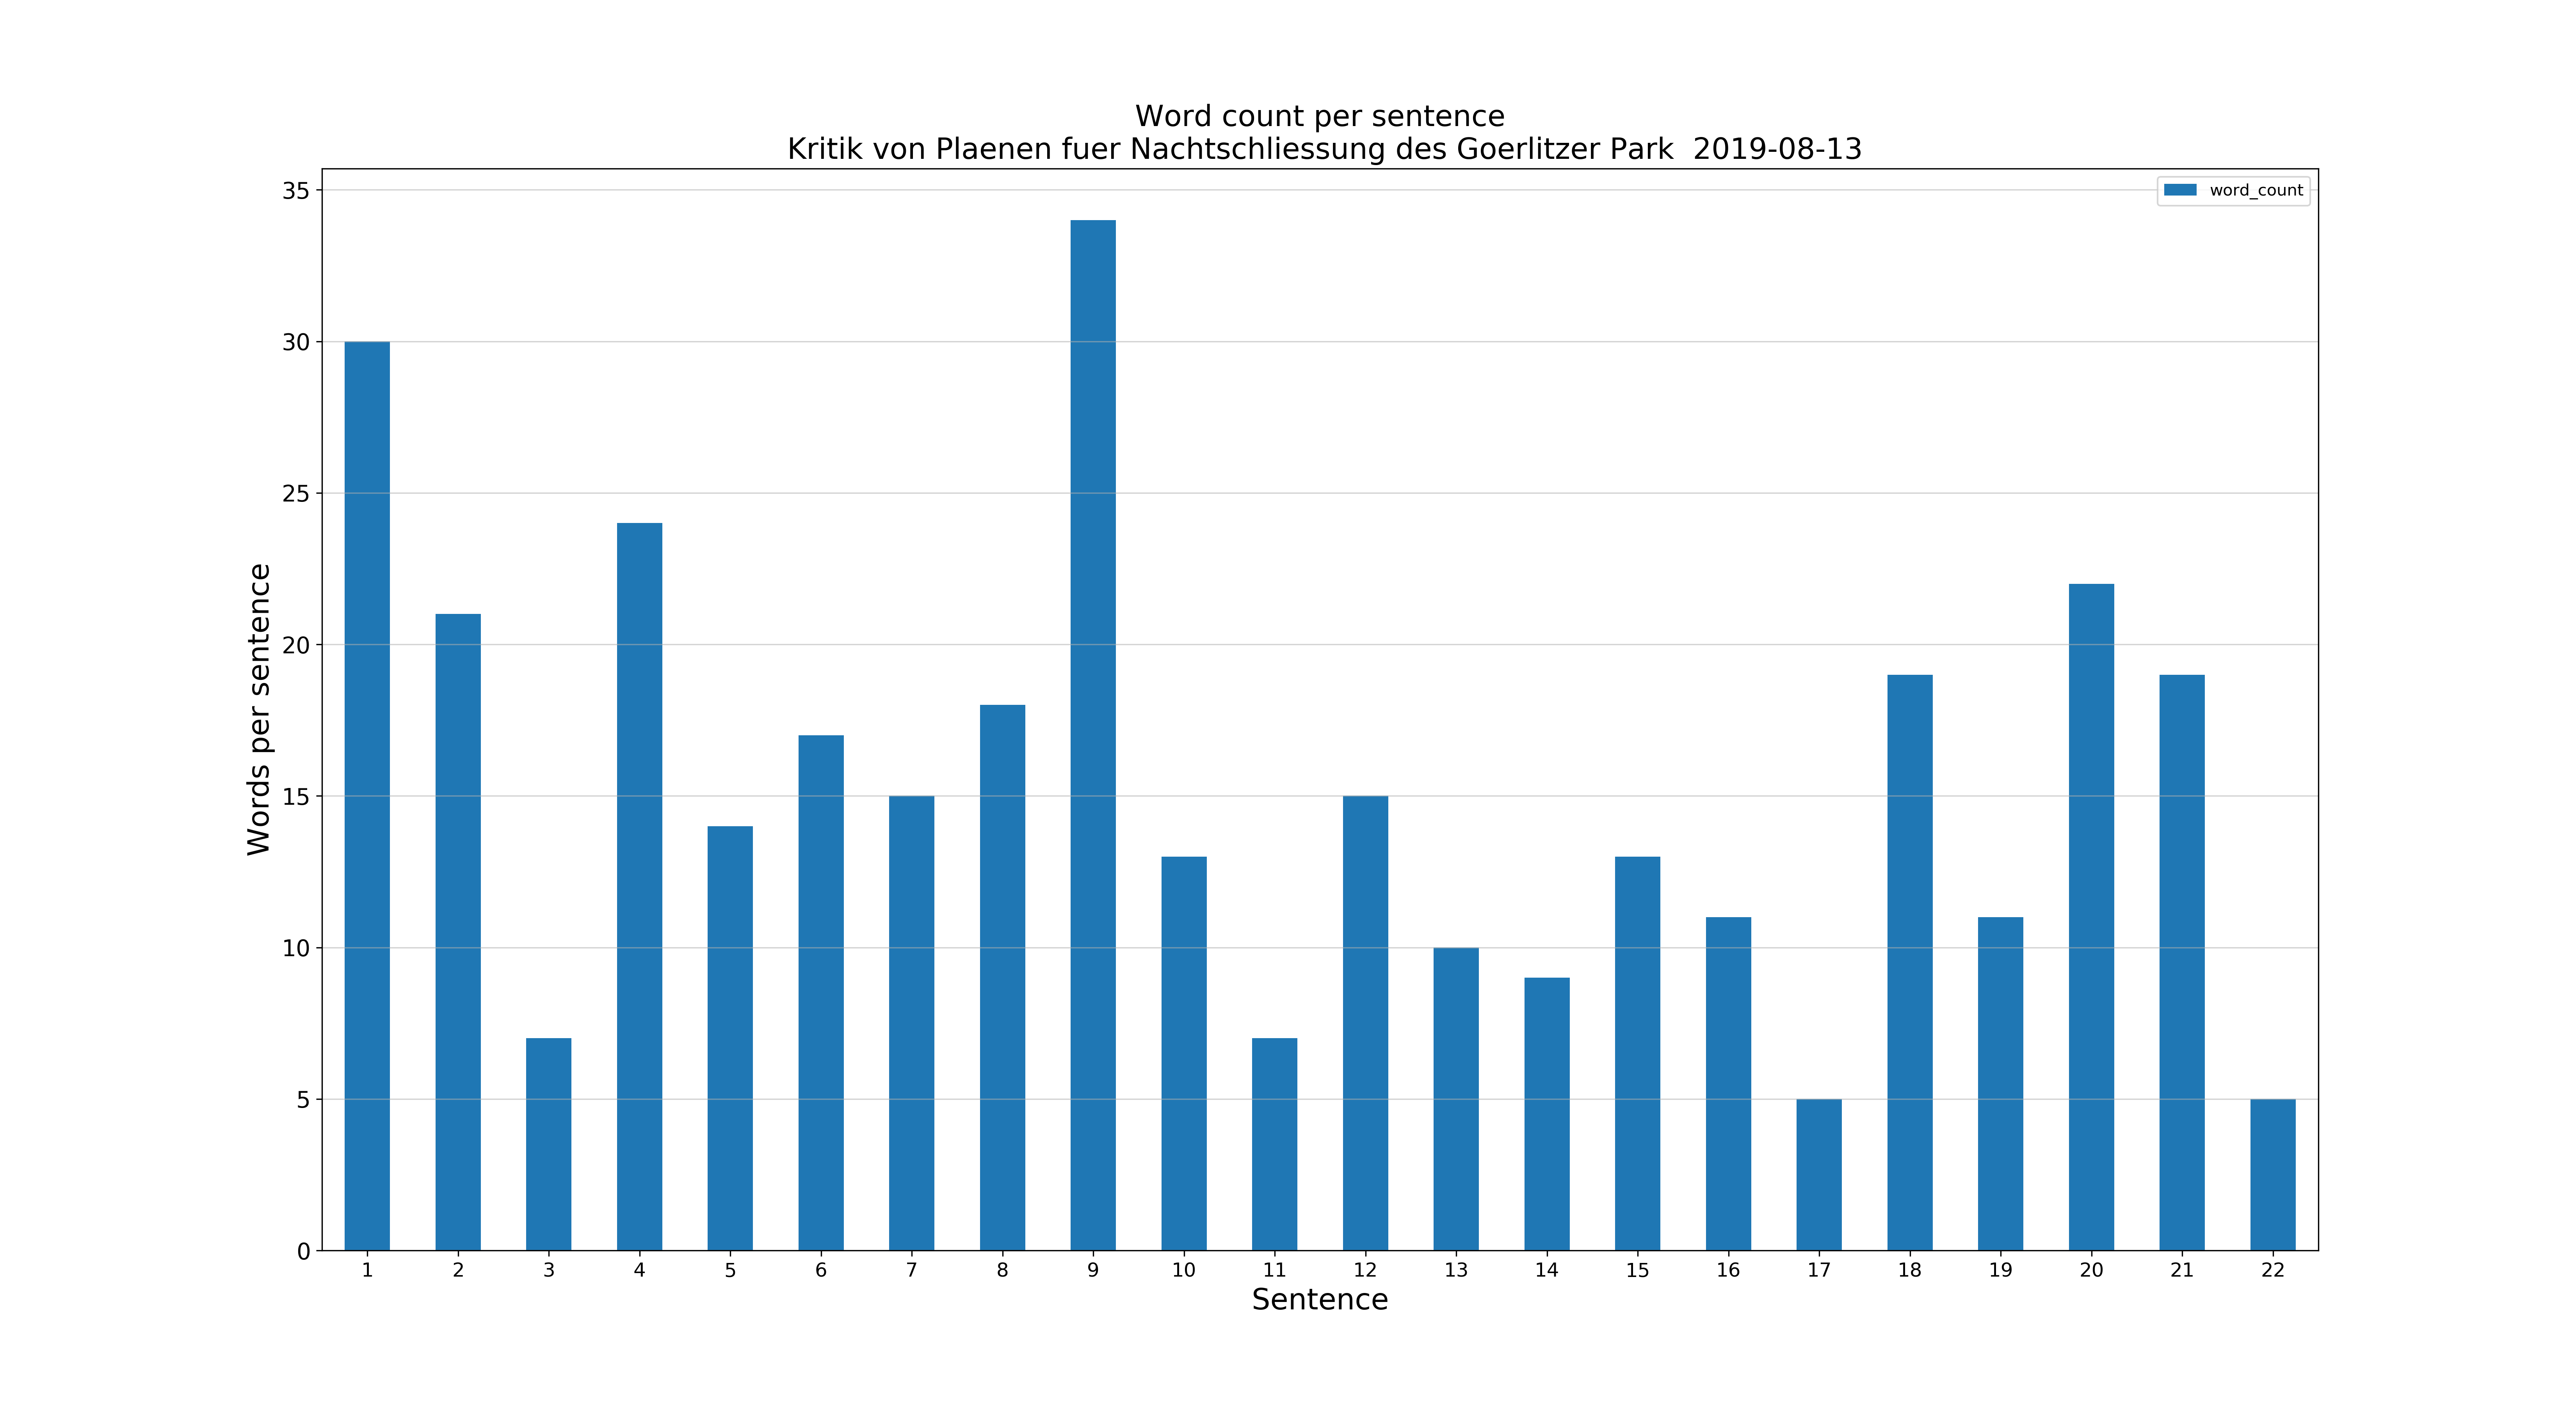 Word count per sentence
Kritik von Plaenen fuer Nachtschliessung des Goerlitzer Park  2019-08-13
word_count
35
30
25
20
15
10
5
0
Words per sentence
1 2 3 4 5 6 7 8 9 10 11 12 13 14 15 16 17 18 19 20 21 22
Sentence